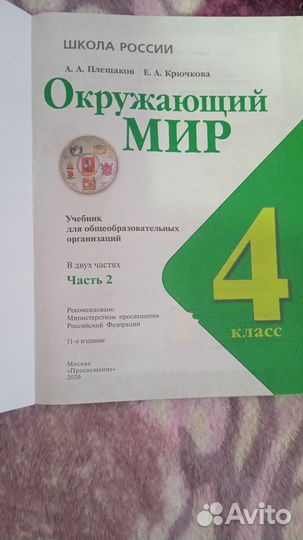 ШКОЛА РОССИИ
А. А. Плешаков Е. А. Крючкова
Окружающий
МИР
Учебник
для общеобразовательных
организаций
В двух частях
Часть 2
4
класс
Рекомендовано
Министерством просвещения
Российской Федерации
11-е издание
Москва
«Просвещение»
2020
Avito